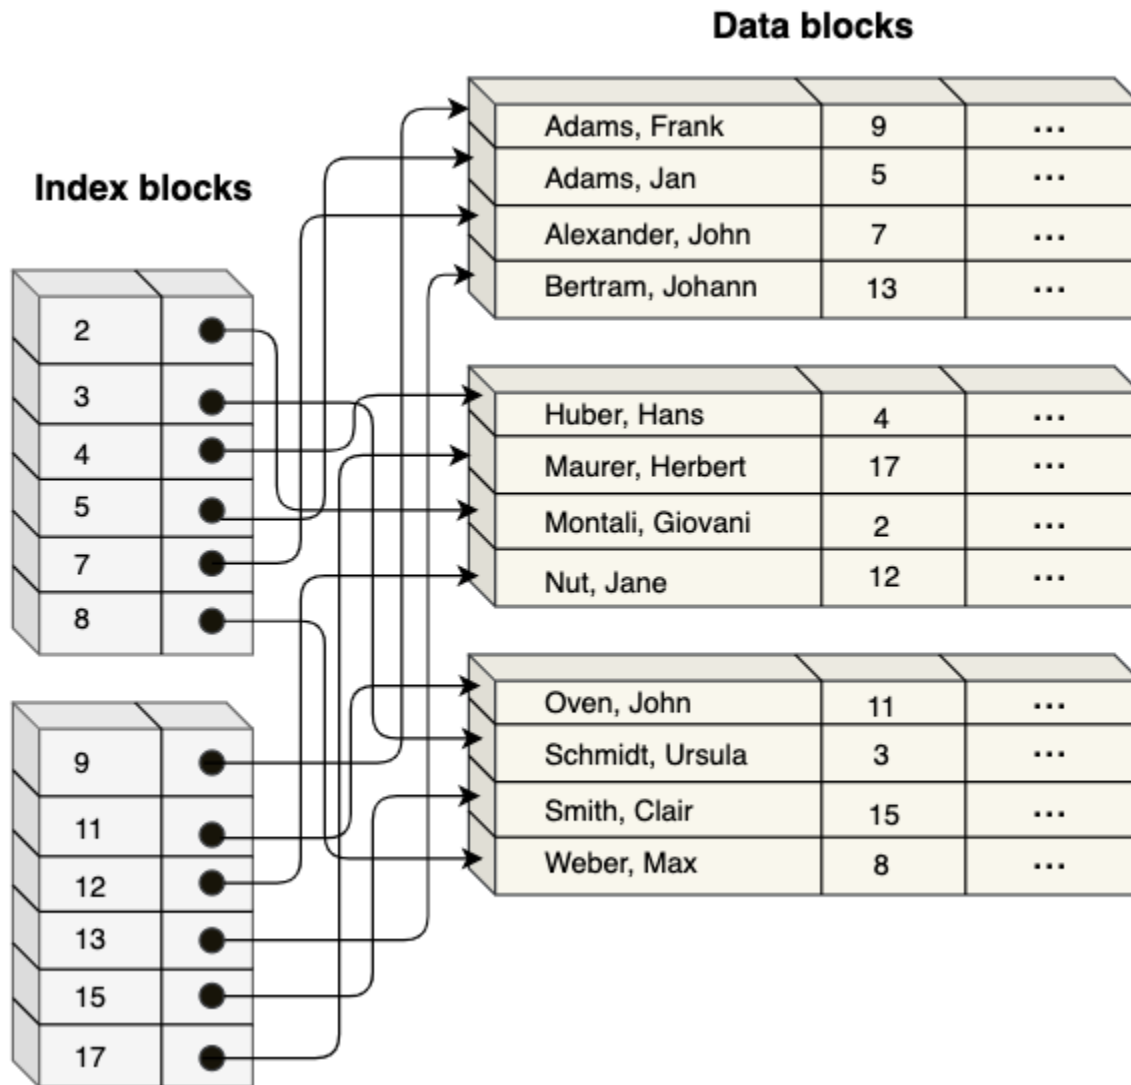 Data blocks
Adams, Frank 9 ...
Adams, Jan 5 ...
Alexander, John 7 ...
Bertram, Johann 13 ...
Huber, Hans 4 ...
Maurer, Herbert 17 ...
Montali, Giovani 2 ...
Nut, Jane 12 ...
Oven, John 11 ...
Schmidt, Ursula 3 ...
Smith, Clair 15 ...
Weber, Max 8 ...
Index blocks
2
3
4
5
7
8
9
11
12
13
15
17